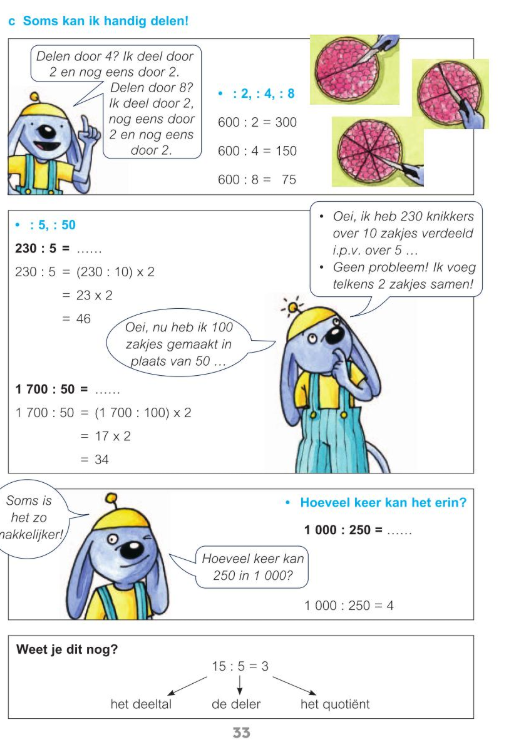 c Soms kan ik handig delen!
Delen door 4? Ik deel door
2 en nog eens door 2.
Delen door 8?
Ik deel door 2,
nog eens door
2 en nog eens
door 2.
• : 2, : 4, : 8
600 : 2 = 300
600 : 4 = 150
600 : 8 = 75
• : 5, : 50
230 : 5 = ……
230 : 5 = (230 : 10) x 2
= 23 x 2
= 46
• Oei, ik heb 230 knikkers
over 10 zakjes verdeeld
i.p.v. over 5 …
• Geen probleem! Ik voeg
telkens 2 zakjes samen!
Oei, nu heb ik 100
zakjes gemaakt in
plaats van 50 …
1 700 : 50 = ……
1 700 : 50 = (1 700 : 100) x 2
= 17 x 2
= 34
Soms is
het zo
makkelijker!
• Hoeveel keer kan het erin?
1 000 : 250 = ……
Hoeveel keer kan
250 in 1 000?
1 000 : 250 = 4
Weet je dit nog?
15 : 5 = 3
het deeltal de deler het quotiënt
33